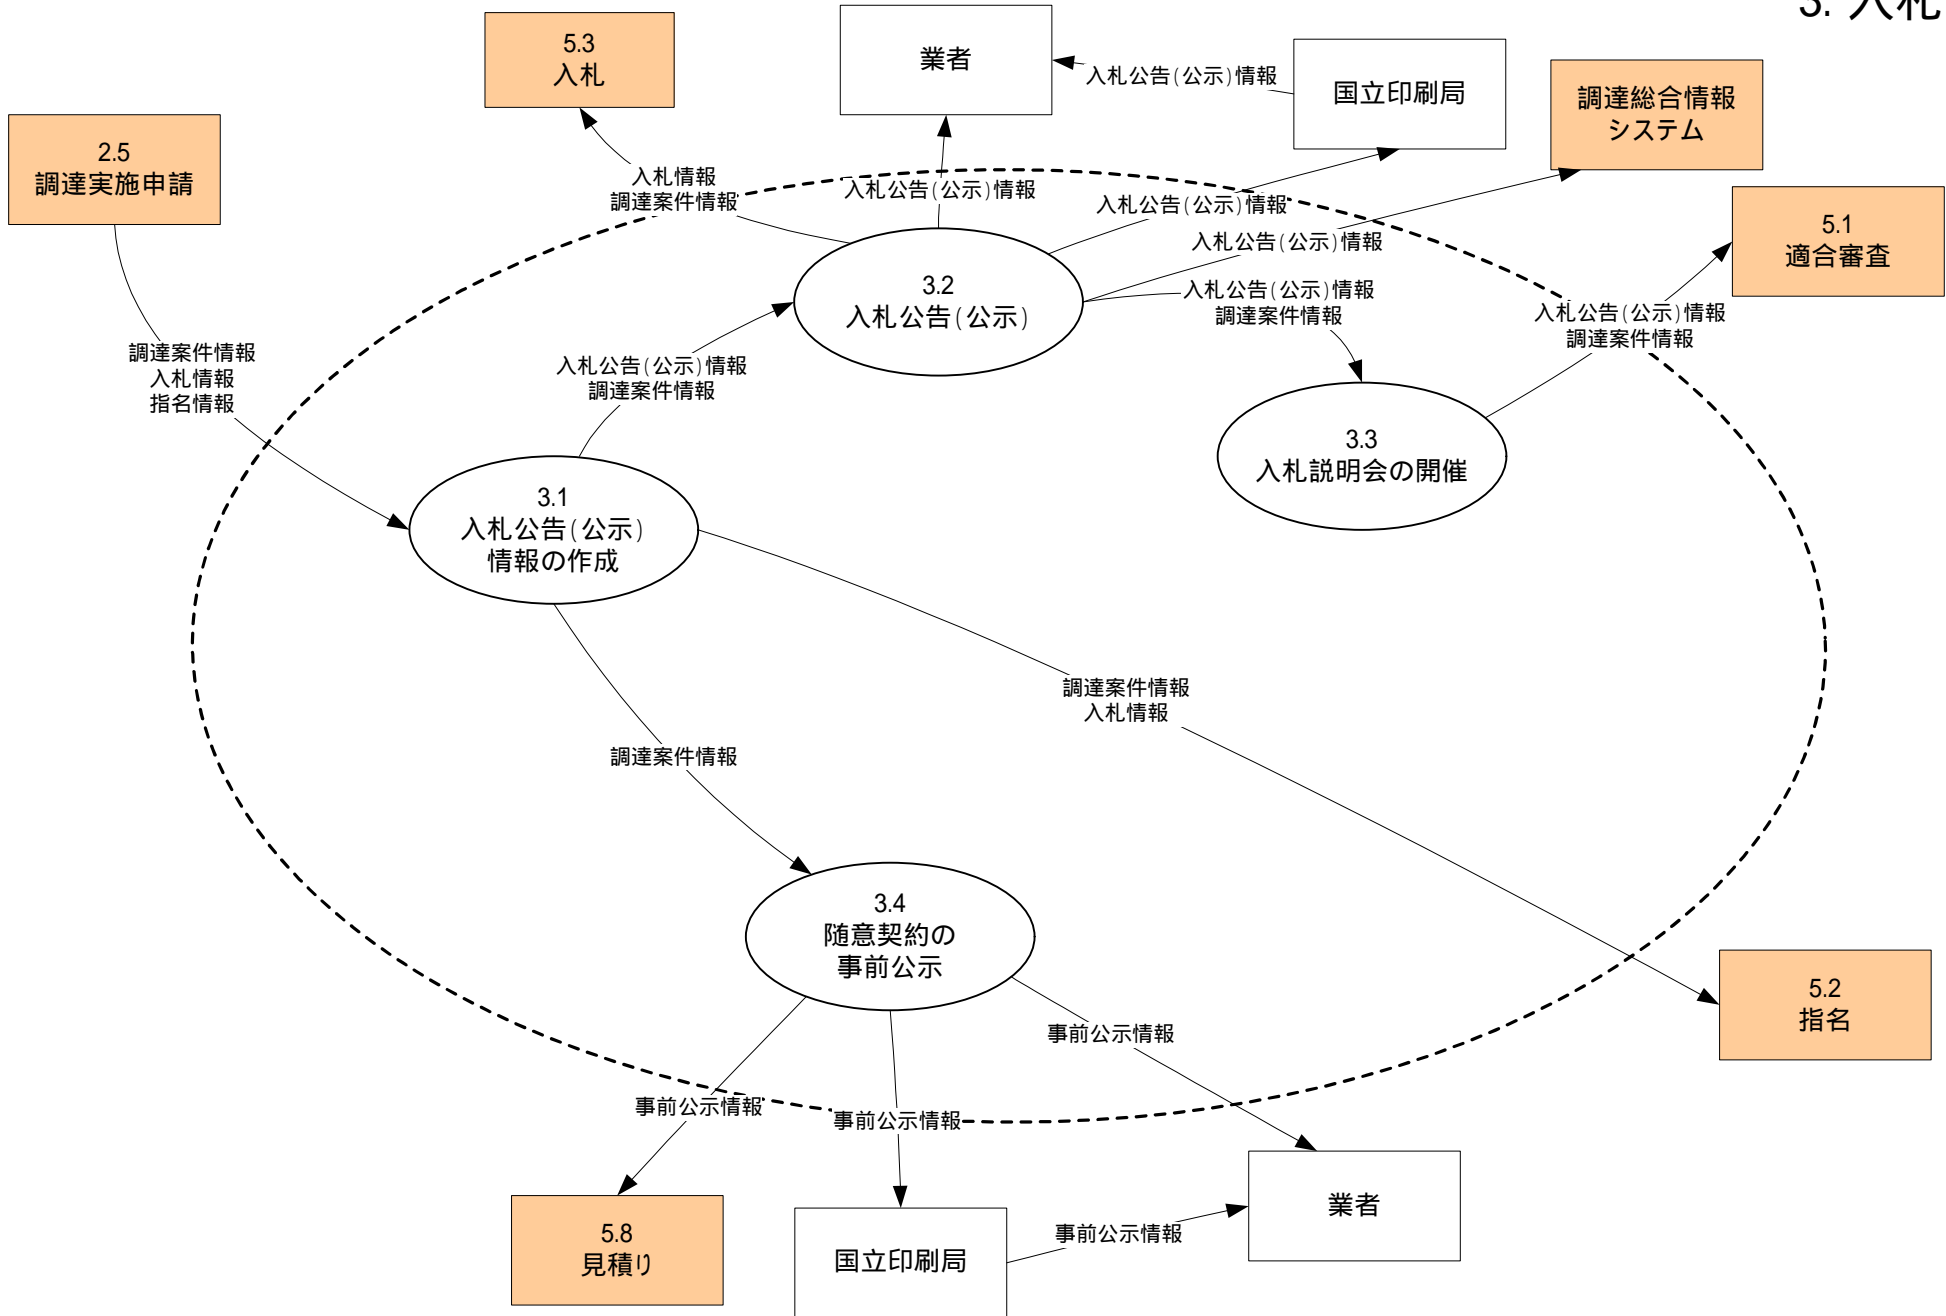 3. 入札
5.3
入札
業者
入札公告(公示)情報
国立印刷局
調達総合情報
システム
2.5
調達実施申請
入札情報
調達案件情報
入札公告(公示)情報
入札公告(公示)情報
入札公告(公示)情報
5.1
適合審査
3.2
入札公告(公示)
入札公告(公示)情報
調達案件情報
入札公告(公示)情報
調達案件情報
調達案件情報
入札情報
指名情報
入札公告(公示)情報
調達案件情報
3.3
入札説明会の開催
3.1
入札公告(公示)
情報の作成
調達案件情報
入札情報
調達案件情報
3.4
随意契約の
事前公示
5.2
指名
事前公示情報
事前公示情報
事前公示情報
5.8
見積り
国立印刷局
事前公示情報
業者